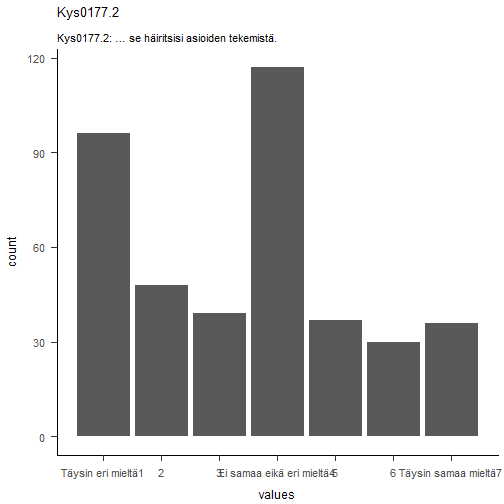 Kys0177.2
Kys0177.2: … se häiritsisi asioiden tekemistä.
120
90
60
30
0
count
Täysin eri mieltä1 2 3 Ei samaa eikä eri mieltä4 5 6 Täysin samaa mieltä7
values